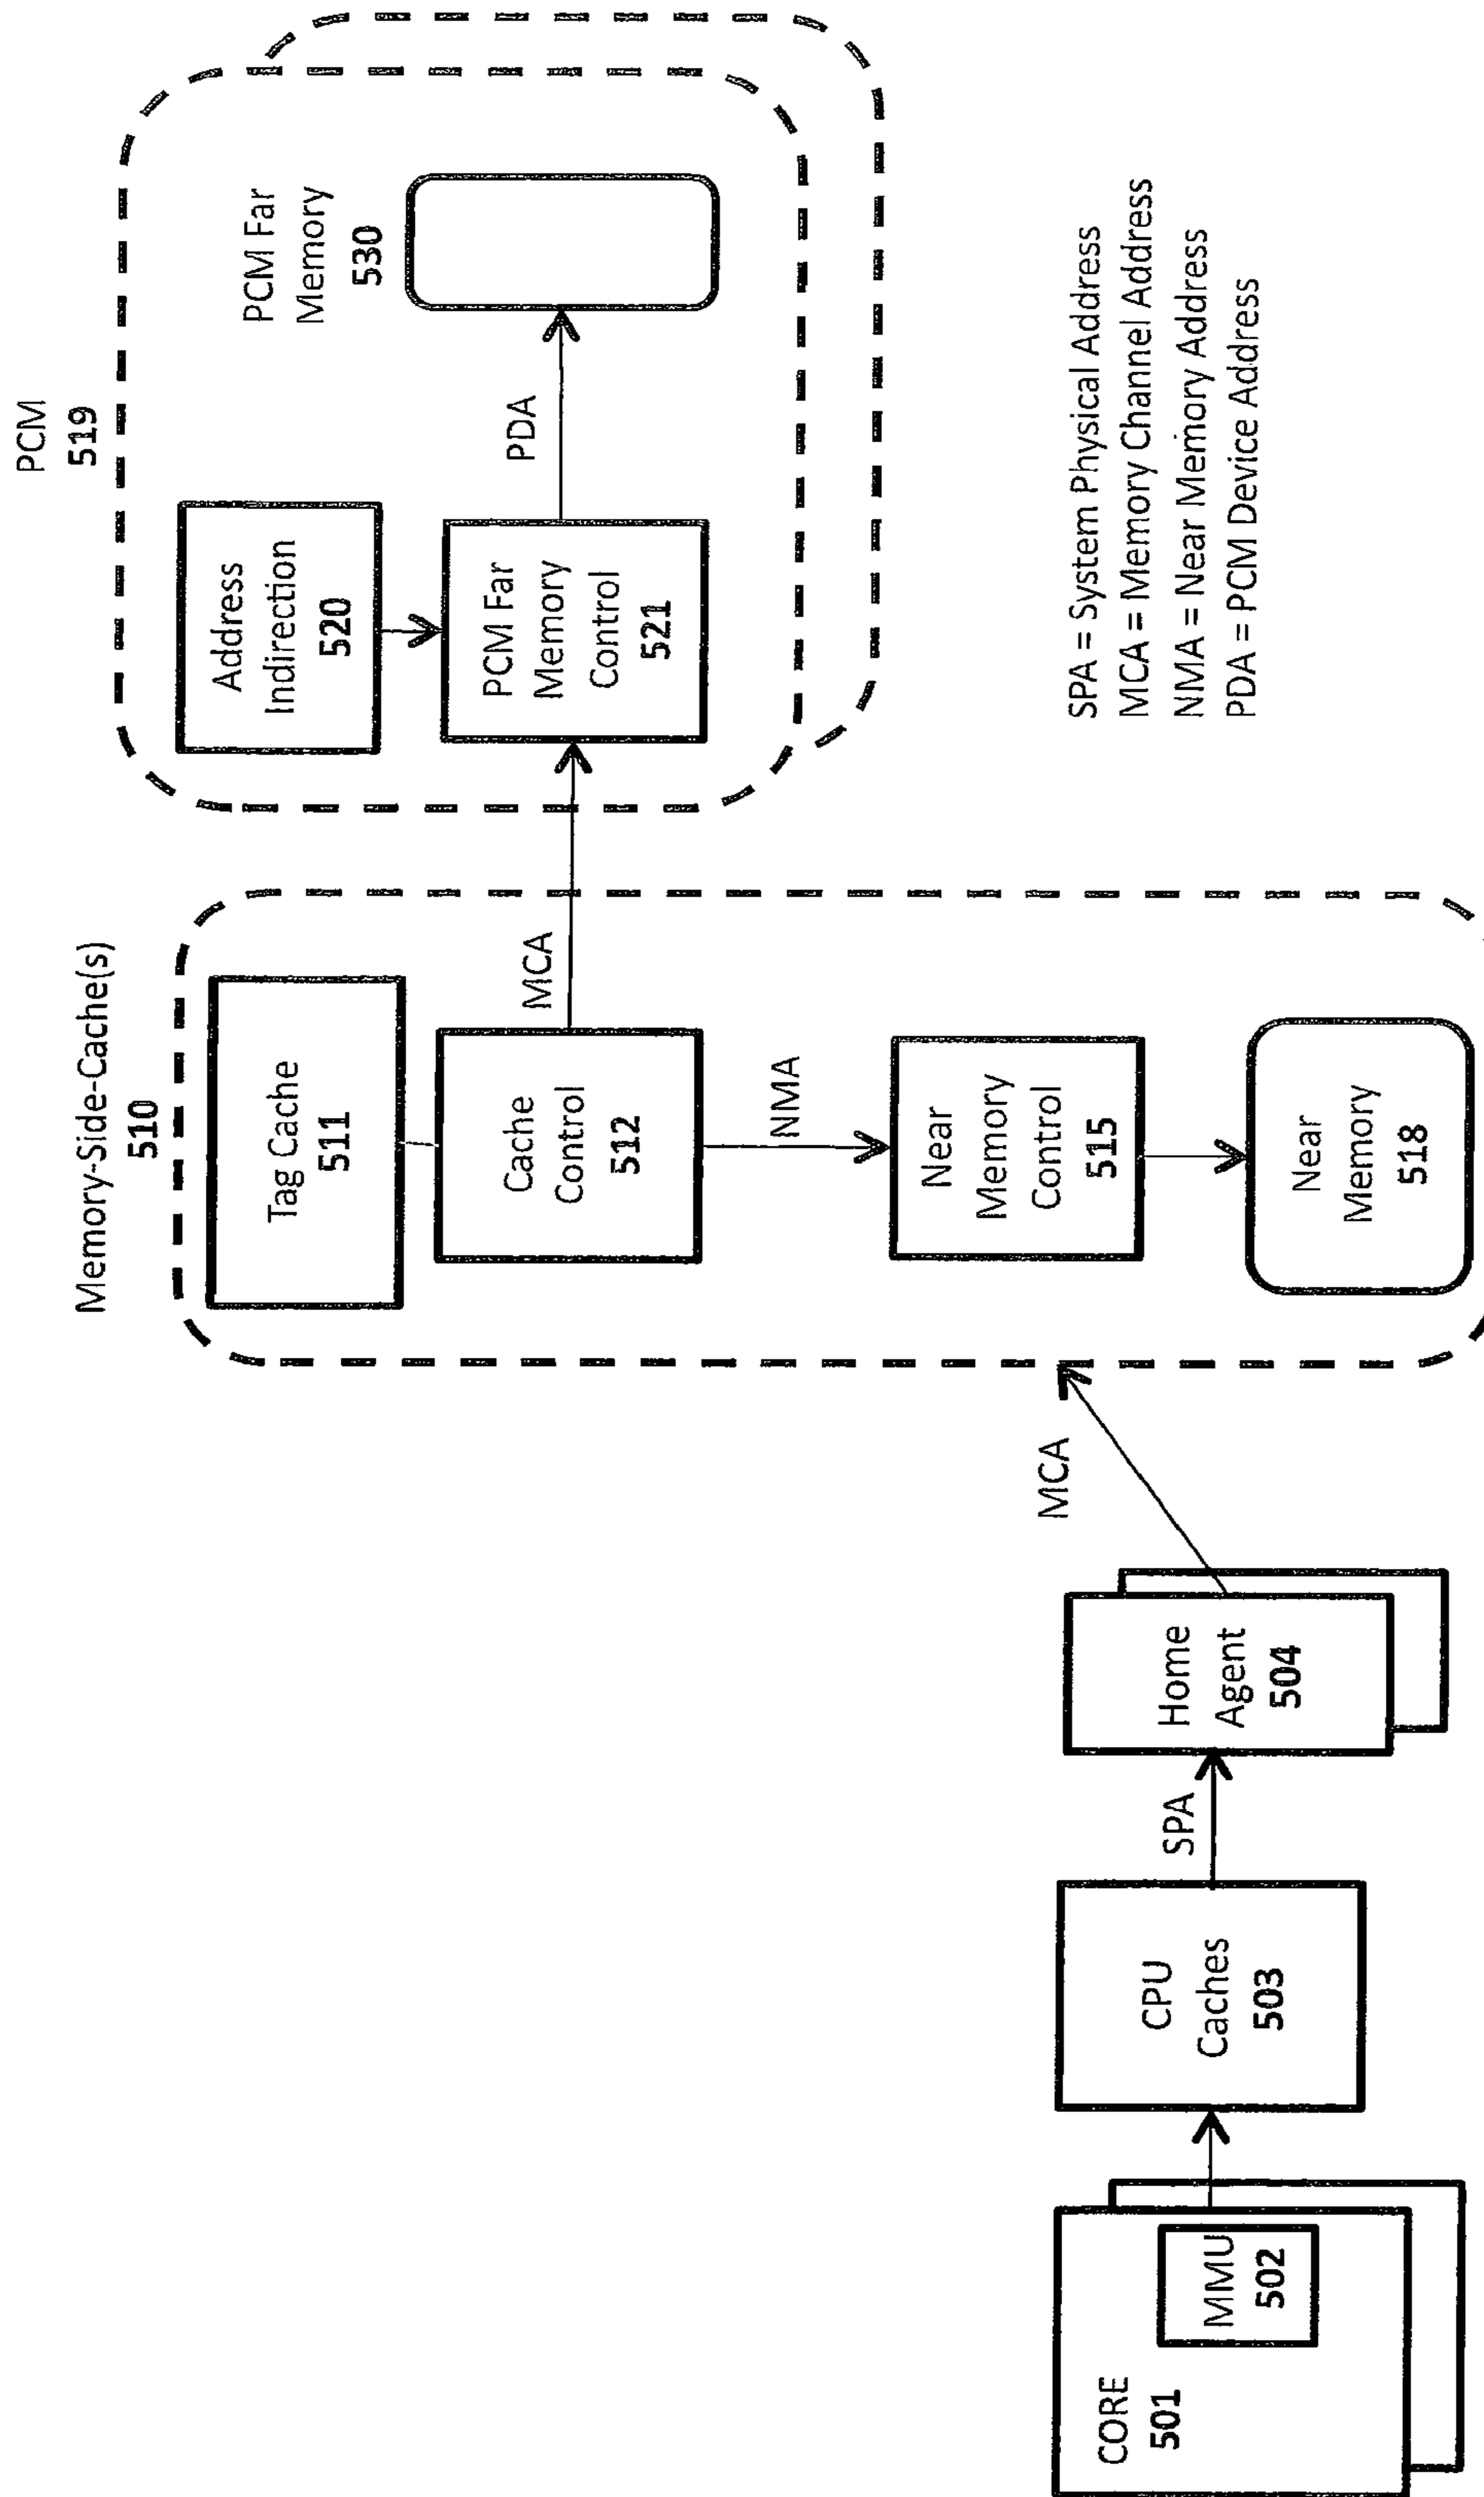 PCM
519
Memory-Side-Cache(s)
510
Tag Cache
511
Address
Indirection
520
PCM Far
Memory
530
Cache
Control
512
MCA
PCM Far
Memory
Control
521
PDA
NMA
Near
Memory
Control
515
Near
Memory
518
CORE
501
MMU
502
CPU
Caches
503
SPA
Home
Agent
504
MCA
SPA = System Physical Address
MCA = Memory Channel Address
NMA = Near Memory Address
PDA = PCM Device Address